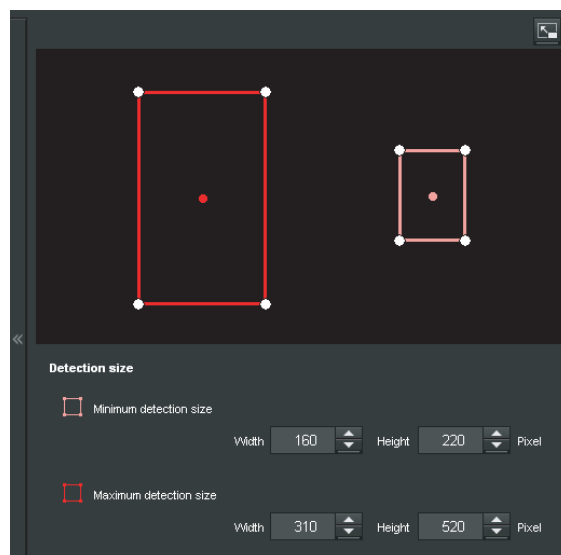 Detection size
Minimum detection size
Width 160 Height 220 Pixel
Maximum detection size
Width 310 Height 520 Pixel